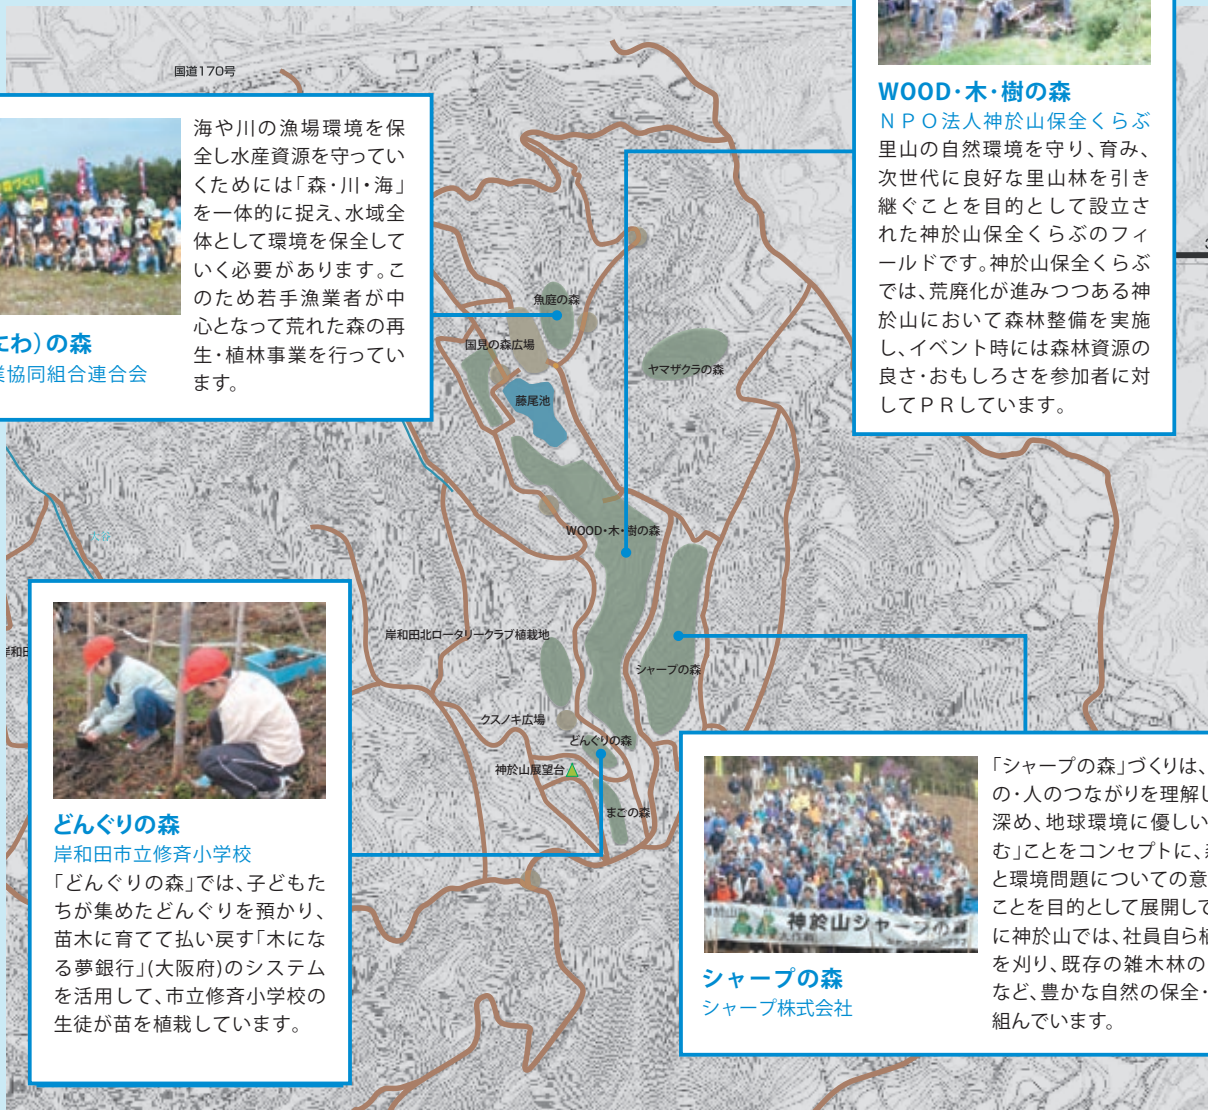 国道170号
海や川の漁場環境を保
全し水産資源を守ってい
くためには「森・川・海」
を一体的に捉え、水域全
体として環境を保全して
いく必要があります。こ
のため若手漁業者が中
心となって荒れた森の再
生・植林事業を行ってい
ます。
にわ）の森
業協同組合連合会
WOOD・木・樹の森
ＮＰＯ法人神於山保全くらぶ
里山の自然環境を守り、育み、
次世代に良好な里山林を引き
継ぐことを目的として設立さ
れた神於山保全くらぶのフィ
ールドです。神於山保全くらぶ
では、荒廃化が進みつつある神
於山において森林整備を実施
し、イベント時には森林資源の
良さ・おもしろさを参加者に対
してＰＲしています。
魚庭の森
国見の森広場
ヤマザクラの森
藤尾池
WOOD・木・樹の森
岸和田北ロータリークラブ植栽地
シャープの森
クスノキ広場
どんぐりの森
神於山展望台
まごの森
岸和田
どんぐりの森
岸和田市立修斉小学校
「どんぐりの森」では、子どもた
ちが集めたどんぐりを預かり、
苗木に育てて払い戻す「木にな
る夢銀行」(大阪府)のシステム
を活用して、市立修斉小学校の
生徒が苗を植栽しています。
神於山シャープの森
シャープの森
シャープ株式会社
「シャープの森」づくりは、
の・人のつながりを理解し
深め、地球環境に優しい
む」ことをコンセプトに、森
と環境問題についての意
ことを目的として展開して
に神於山では、社員自ら植
を刈り、既存の雑木林の
など、豊かな自然の保全・
組んでいます。